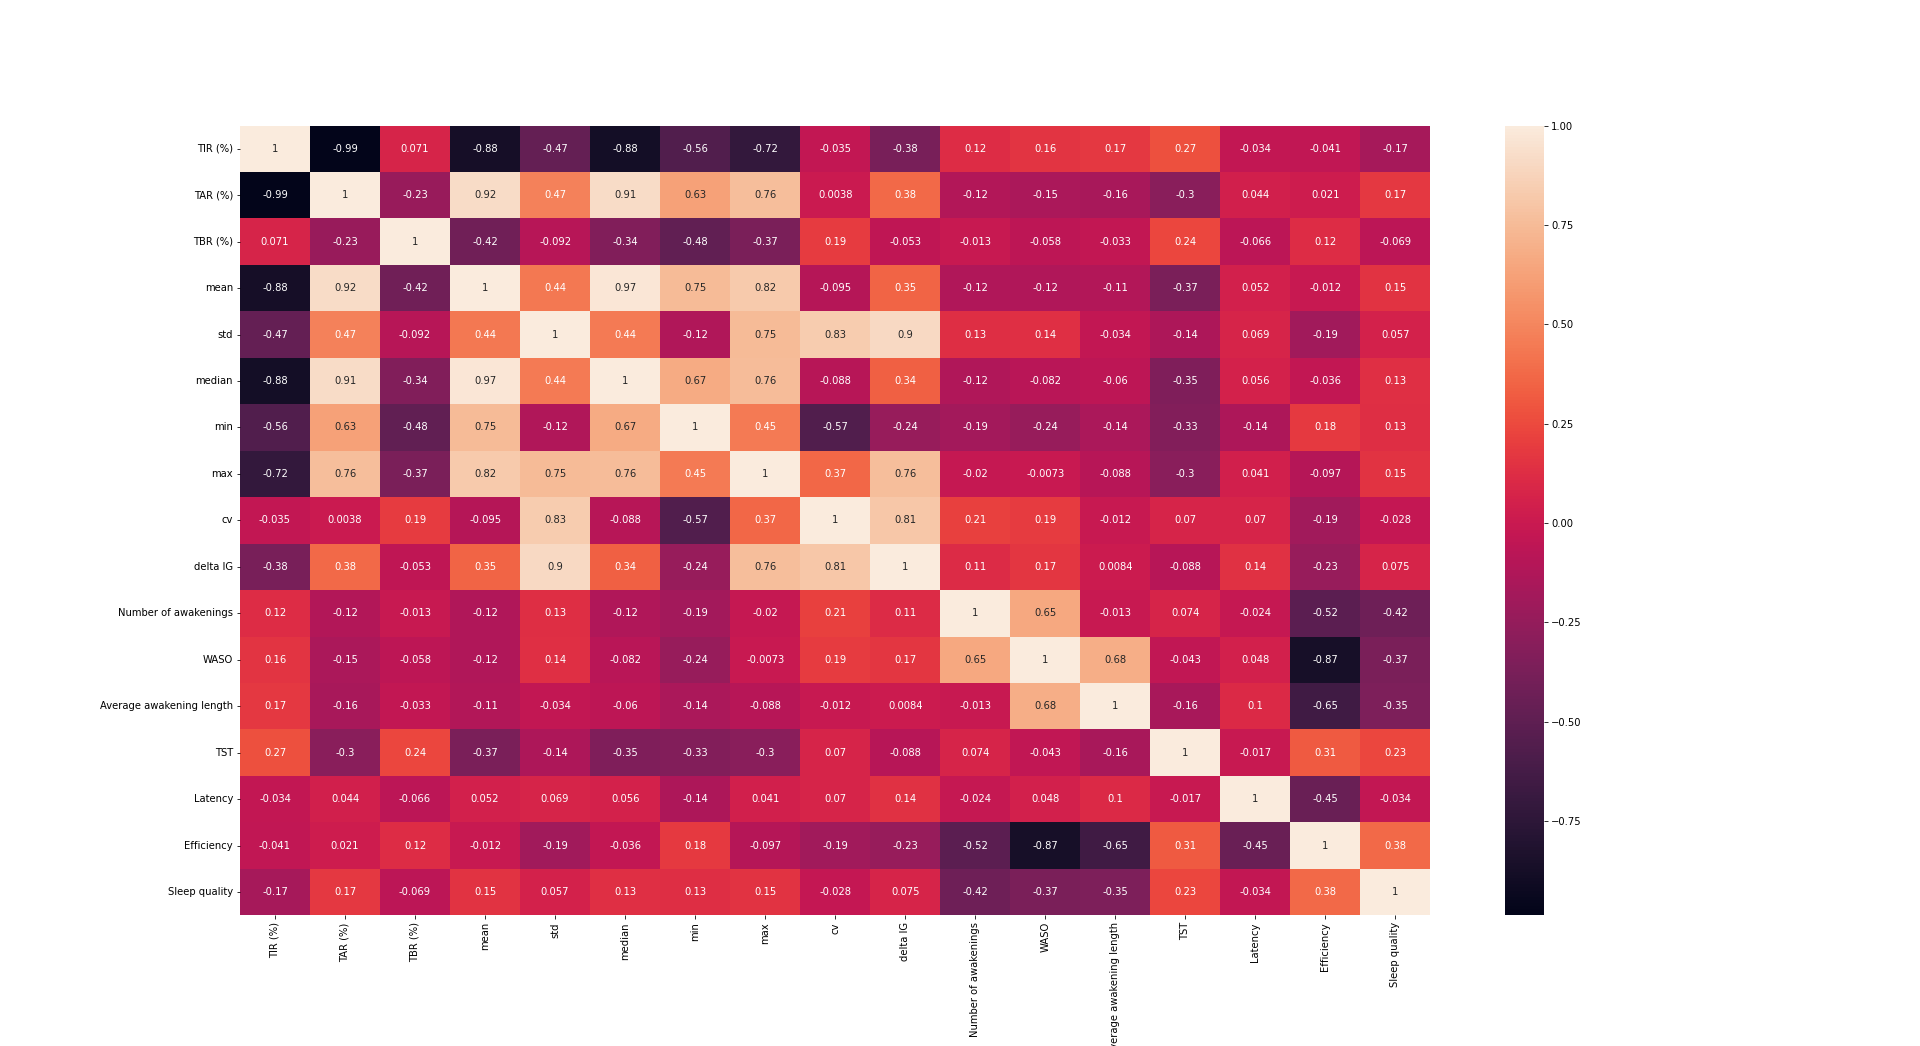 TIR (%) 1 -0.99 0.071 -0.88 -0.47 -0.88 -0.56 -0.72 -0.035 -0.38 0.12 0.16 0.17 0.27 -0.034 -0.041 -0.17
TAR (%) -0.99 1 -0.23 0.92 0.47 0.91 0.63 0.76 0.0038 0.38 -0.12 -0.15 -0.16 -0.3 0.044 0.021 0.17
TBR (%) 0.071 -0.23 1 -0.42 -0.092 -0.34 -0.48 -0.37 0.19 -0.053 -0.013 -0.058 -0.033 0.24 -0.066 0.12 -0.069
mean -0.88 0.92 -0.42 1 0.44 0.97 0.75 0.82 -0.095 0.35 -0.12 -0.12 -0.11 -0.37 0.052 -0.012 0.15
std -0.47 0.47 -0.092 0.44 1 0.44 -0.12 0.75 0.83 0.9 0.13 0.14 -0.034 -0.14 0.069 -0.19 0.057
median -0.88 0.91 -0.34 0.97 0.44 1 0.67 0.76 -0.088 0.34 -0.12 -0.082 -0.06 -0.35 0.056 -0.036 0.13
min -0.56 0.63 -0.48 0.75 -0.12 0.67 1 0.45 -0.57 -0.24 -0.19 -0.24 -0.14 -0.33 -0.14 0.18 0.13
max -0.72 0.76 -0.37 0.82 0.75 0.76 0.45 1 0.37 0.76 -0.02 -0.0073 -0.088 -0.3 0.041 -0.097 0.15
cv -0.035 0.0038 0.19 -0.095 0.83 -0.088 -0.57 0.37 1 0.81 0.21 0.19 -0.012 0.07 0.07 -0.19 -0.028
delta IG -0.38 0.38 -0.053 0.35 0.9 0.34 -0.24 0.76 0.81 1 0.11 0.17 0.0084 -0.088 0.14 -0.23 0.075
Number of awakenings 0.12 -0.12 -0.013 -0.12 0.13 -0.12 -0.19 -0.02 0.21 0.11 1 0.65 -0.013 0.074 -0.024 -0.52 -0.42
WASO 0.16 -0.15 -0.058 -0.12 0.14 -0.082 -0.24 -0.0073 0.19 0.17 0.65 1 0.68 -0.043 0.048 -0.87 -0.37
Average awakening length 0.17 -0.16 -0.033 -0.11 -0.034 -0.06 -0.14 -0.088 -0.012 0.0084 -0.013 0.68 1 -0.16 0.1 -0.65 -0.35
TST 0.27 -0.3 0.24 -0.37 -0.14 -0.35 -0.33 -0.3 0.07 -0.088 0.074 -0.043 -0.16 1 -0.017 0.31 0.23
Latency -0.034 0.044 -0.066 0.052 0.069 0.056 -0.14 0.041 0.07 0.14 -0.024 0.048 0.1 -0.017 1 -0.45 -0.034
Efficiency -0.041 0.021 0.12 -0.012 -0.19 -0.036 0.18 -0.097 -0.19 -0.23 -0.52 -0.87 -0.65 0.31 -0.45 1 0.38
Sleep quality -0.17 0.17 -0.069 0.15 0.057 0.13 0.13 0.15 -0.028 0.075 -0.42 -0.37 -0.35 0.23 -0.034 0.38 1
TIR (%)
TAR (%)
TBR (%)
mean
std
median
min
max
cv
delta IG
Number of awakenings
WASO
verage awakening length
TST
Latency
Efficiency
Sleep quality
1.00
0.75
0.50
0.25
0.00
−0.25
−0.50
−0.75